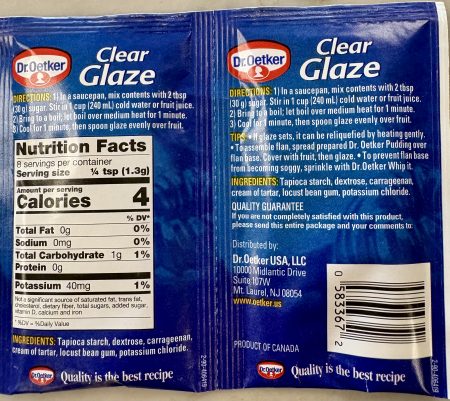 Dr.Oetker
Clear
Glaze
DIRECTIONS: 1) In a saucepan, mix contents with 2 tbsp
(30 g) sugar. Stir in 1 cup (240 mL) cold water or fruit juice.
2) Bring to a boil; let boil over medium heat for 1 minute.
3) Cool for 1 minute, then spoon glaze evenly over fruit.
Nutrition Facts
8 servings per container
Serving size ¼ tsp (1.3g)
Amount per serving
Calories 4
% DV*
Total Fat 0g 0%
Sodium 0mg 0%
Total Carbohydrate 1g 1%
Protein 0g
Potassium 40mg 1%
Not a significant source of saturated fat, trans fat,
cholesterol, dietary fiber, total sugars, added sugar,
vitamin D, calcium and iron
*%DV = %Daily Value
INGREDIENTS: Tapioca starch, dextrose, carrageenan,
cream of tartar, locust bean gum, potassium chloride.
Dr.Oetker Quality is the best recipe
2-90-406419
Dr.Oetker
Clear
Glaze
DIRECTIONS: 1) In a saucepan, mix contents with 2 tbsp
(30 g) sugar. Stir in 1 cup (240 mL) cold water or fruit juice.
2) Bring to a boil; let boil over medium heat for 1 minute.
3) Cool for 1 minute, then spoon glaze evenly over fruit.
TIPS: • If glaze sets, it can be reliquefied by heating gently.
• To assemble flan, spread prepared Dr. Oetker Pudding over
flan base. Cover with fruit, then glaze. • To prevent flan base
from becoming soggy, sprinkle with Dr. Oetker Whip it.
INGREDIENTS: Tapioca starch, dextrose, carrageenan,
cream of tartar, locust bean gum, potassium chloride.
QUALITY GUARANTEE
If you are not completely satisfied with this product,
please send this entire package and your comments to:
Distributed by:
Dr.Oetker USA, LLC
10000 Midlantic Drive
Suite 107W
Mt. Laurel, NJ 08054
www.oetker.us
0 583367 2
PRODUCT OF CANADA
Dr.Oetker Quality is the best recipe
2-90-406419